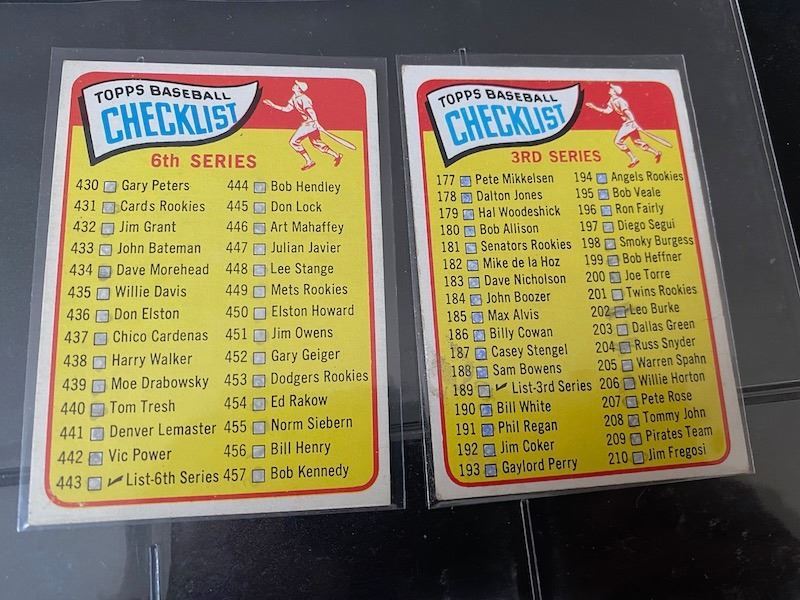 TOPPS BASEBALL
CHECKLIST
6th SERIES
430 Gary Peters
431 Cards Rookies
432 Jim Grant
433 John Bateman
434 Dave Morehead
435 Willie Davis
436 Don Elston
437 Chico Cardenas
438 Harry Walker
439 Moe Drabowsky
440 Tom Tresh
441 Denver Lemaster
442 Vic Power
443 List-6th Series
444 Bob Hendley
445 Don Lock
446 Art Mahaffey
447 Julian Javier
448 Lee Stange
449 Mets Rookies
450 Elston Howard
451 Jim Owens
452 Gary Geiger
453 Dodgers Rookies
454 Ed Rakow
455 Norm Siebern
456 Bill Henry
457 Bob Kennedy
TOPPS BASEBALL
CHECKLIST
3RD SERIES
177 Pete Mikkelsen
178 Dalton Jones
179 Hal Woodeshick
180 Bob Allison
181 Senators Rookies
182 Mike de la Hoz
183 Dave Nicholson
184 John Boozer
185 Max Alvis
186 Billy Cowan
187 Casey Stengel
188 Sam Bowens
189 List-3rd Series
190 Bill White
191 Phil Regan
192 Jim Coker
193 Gaylord Perry
194 Angels Rookies
195 Bob Veale
196 Ron Fairly
197 Diego Segui
198 Smoky Burgess
199 Bob Heffner
200 Joe Torre
201 Twins Rookies
202 Leo Burke
203 Dallas Green
204 Russ Snyder
205 Warren Spahn
206 Willie Horton
207 Pete Rose
208 Tommy John
209 Pirates Team
210 Jim Fregosi